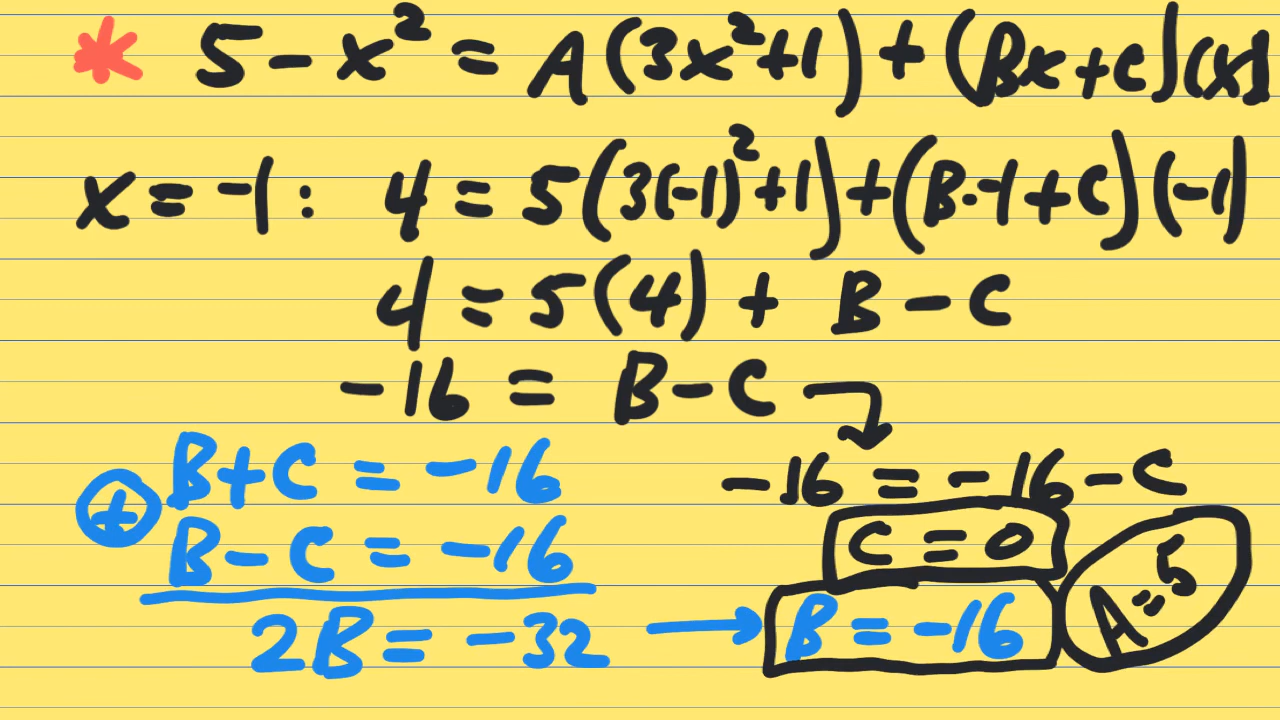 * 5 - x² = A(3x²+1) + (Bx+C)(x)
x = -1 : 4 = 5(3(-1)²+1) + (B·-1+C)(-1)
4 = 5(4) + B - C
-16 = B - C
B + C = -16
-16 = -16 - C
+ B - C = -16
C = 0
A = 5
2B = -32 → B = -16